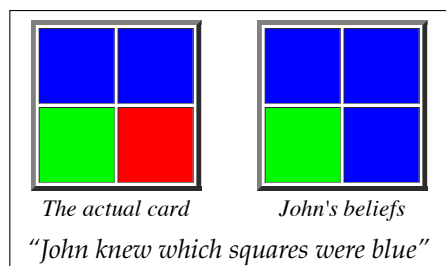 The actual card John's beliefs
“John knew which squares were blue”